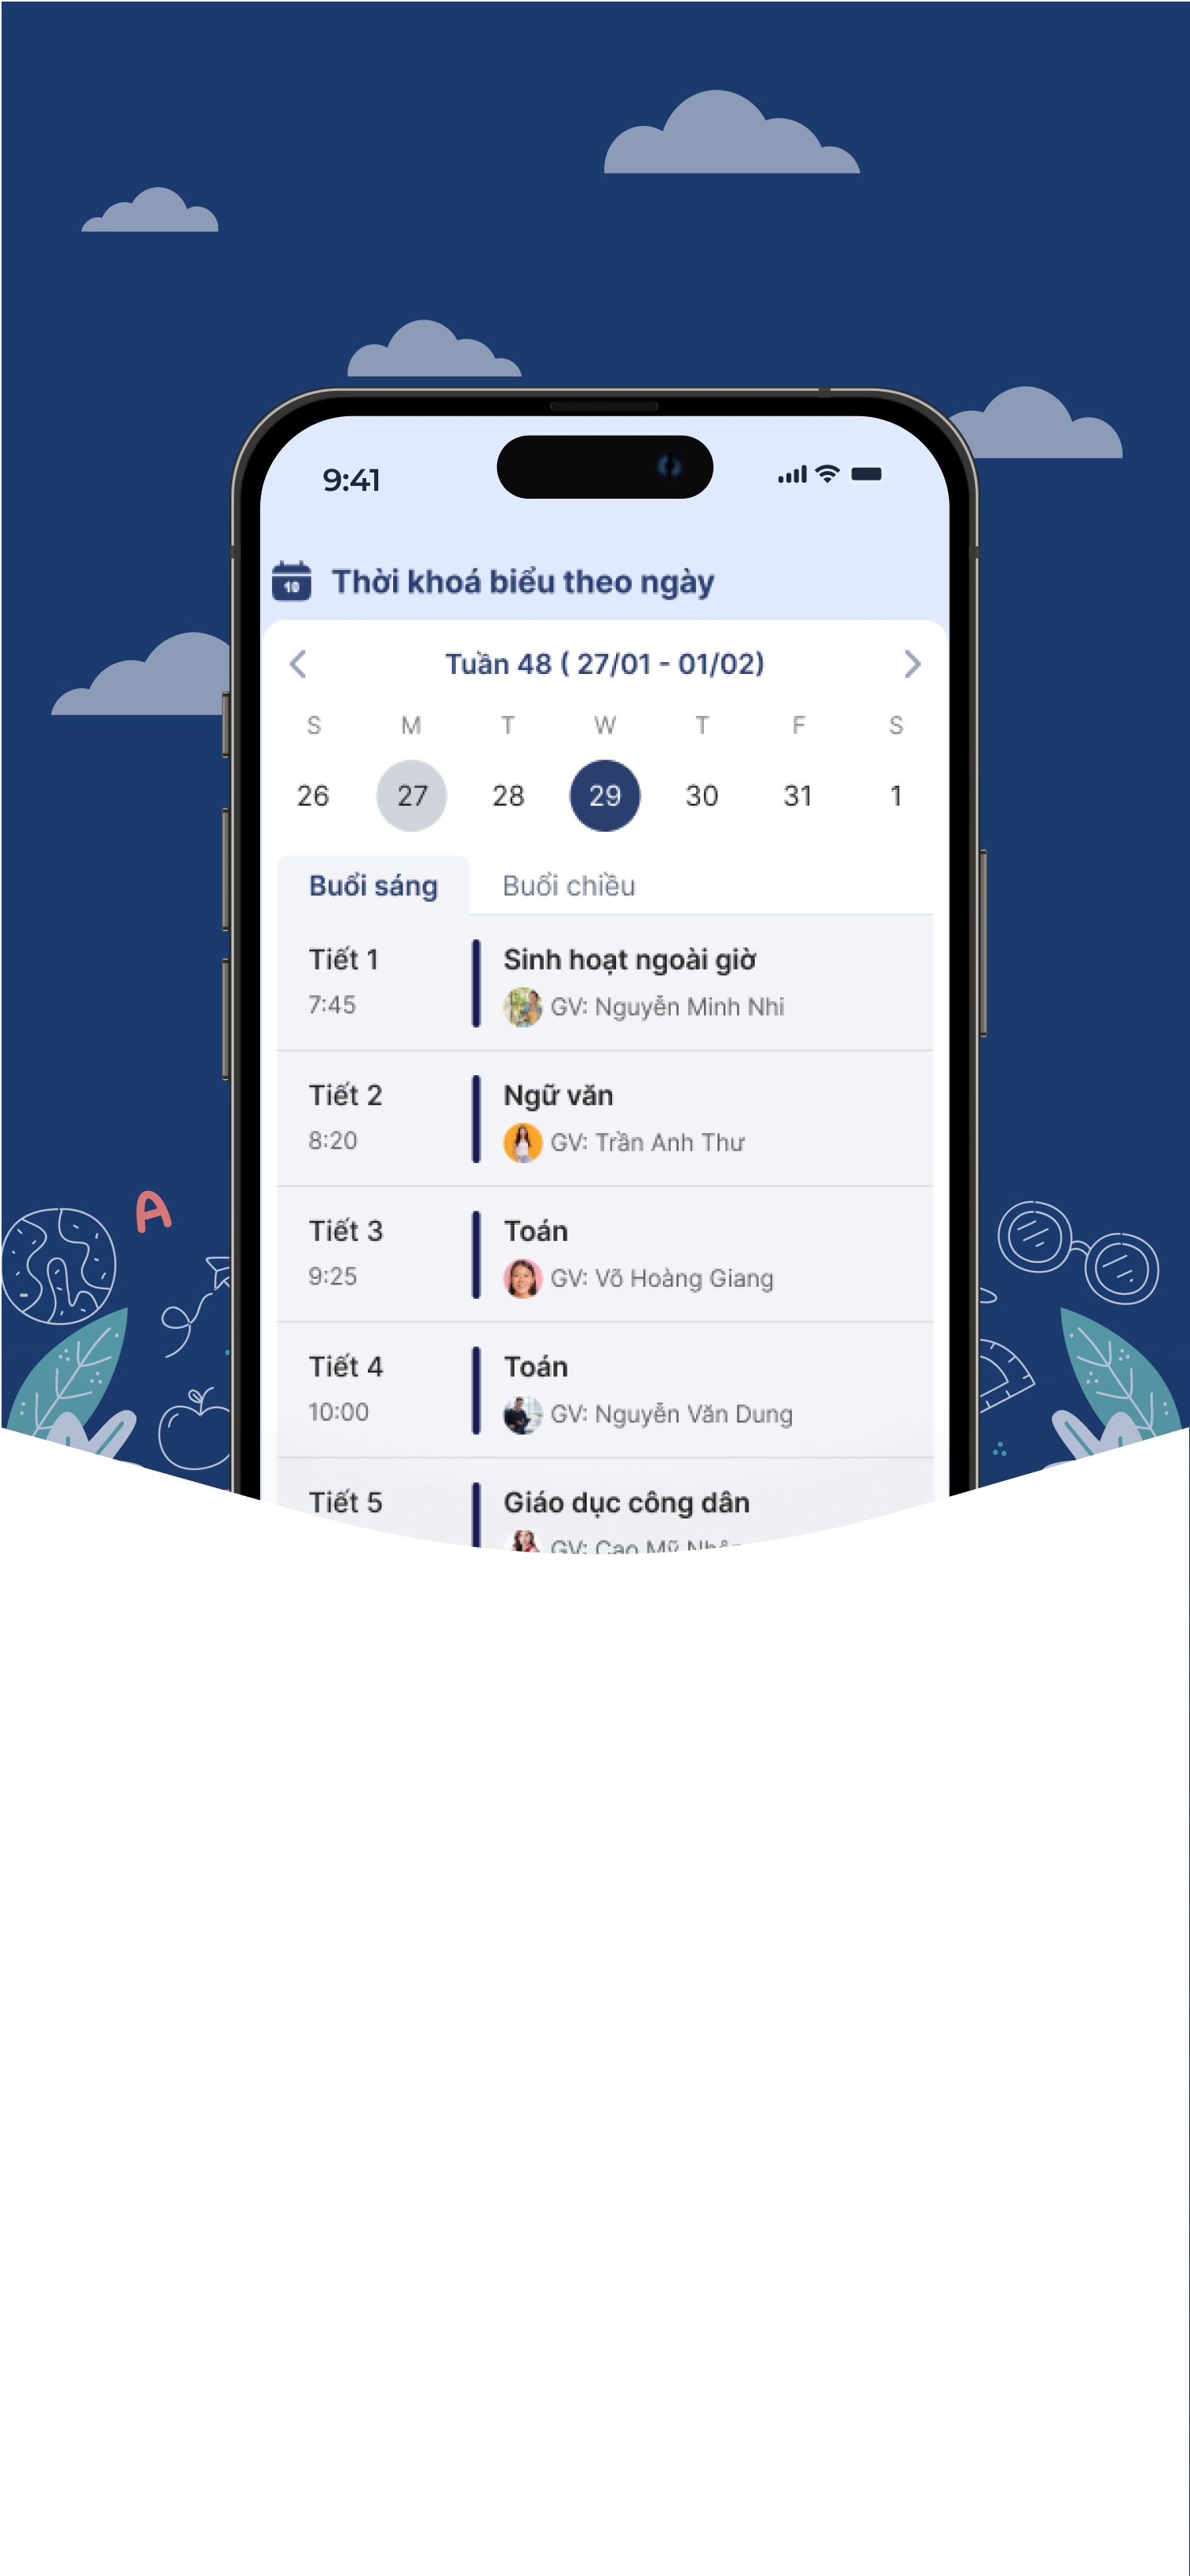 9:41
10
Thời khoá biểu theo ngày
Tuần 48 ( 27/01 - 01/02)
S M T W T F S
26 27 28 29 30 31 1
Buổi sáng Buổi chiều
Tiết 1 Sinh hoạt ngoài giờ
7:45 GV: Nguyễn Minh Nhi
Tiết 2 Ngữ văn
8:20 GV: Trần Anh Thư
Tiết 3 Toán
9:25 GV: Võ Hoàng Giang
A
Tiết 4 Toán
10:00 GV: Nguyễn Văn Dung
Tiết 5 Giáo dục công dân
GV: Cao Mỹ